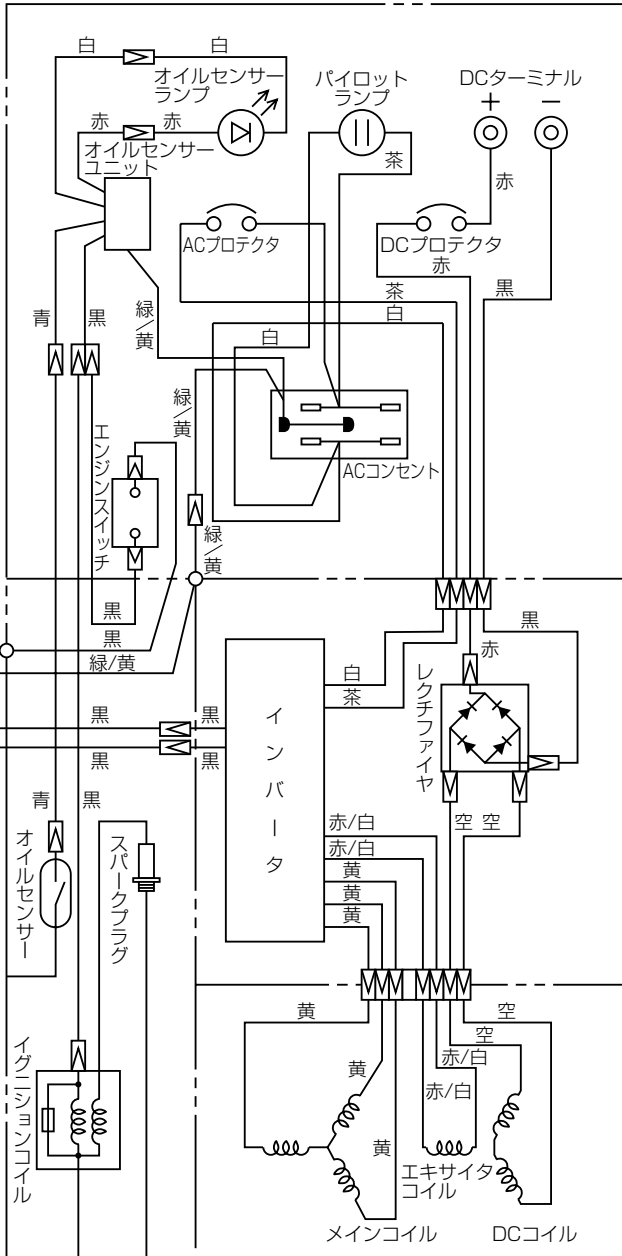 白
白
オイルセンサー
ランプ
パイロット
ランプ
DCターミナル
+
−
赤
赤
オイルセンサー
ユニット
茶
赤
ACプロテクタ
DCプロテクタ
赤
茶
黒
白
青
黒
緑/黄
白
緑/黄
エンジンスイッチ
ACコンセント
緑/黄
黒
黒
緑/黄
黒
赤
白
茶
レクチファイヤ
インバータ
黒
黒
黒
黒
青
黒
赤/白
赤/白
黄
黄
黄
空
空
オイルセンサー
スパークプラグ
黄
空
空
赤/白
赤/白
黄
黄
イグニションコイル
エキサイタ
コイル
メインコイル
DCコイル